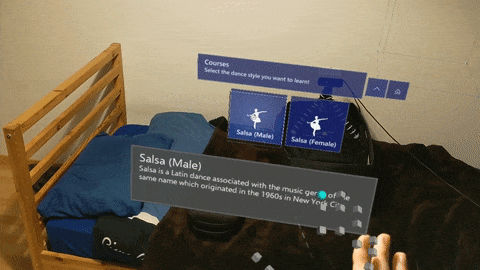 Courses
Select the dance style you want to learn!
Salsa (Male)
Salsa (Female)
Salsa (Male)
Salsa is a Latin dance associated with the music genre of the
same name which originated in the 1960s in New York City.